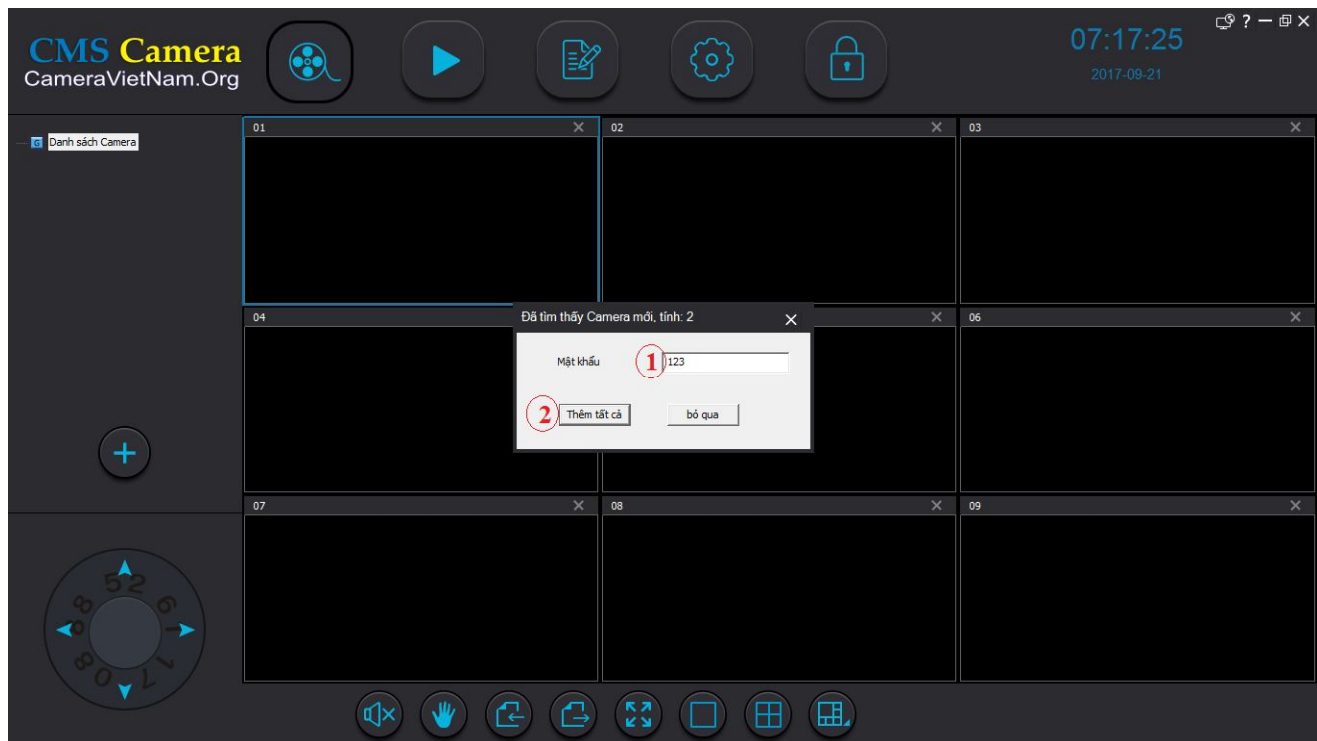 CMS Camera
CameraVietNam.Org
07:17:25
2017-09-21
?
G Danh sách Camera
01
02
03
04
06
07
08
09
Đã tìm thấy Camera mới, tính: 2
Mật khẩu
1
123
2
Thêm tất cả
bỏ qua